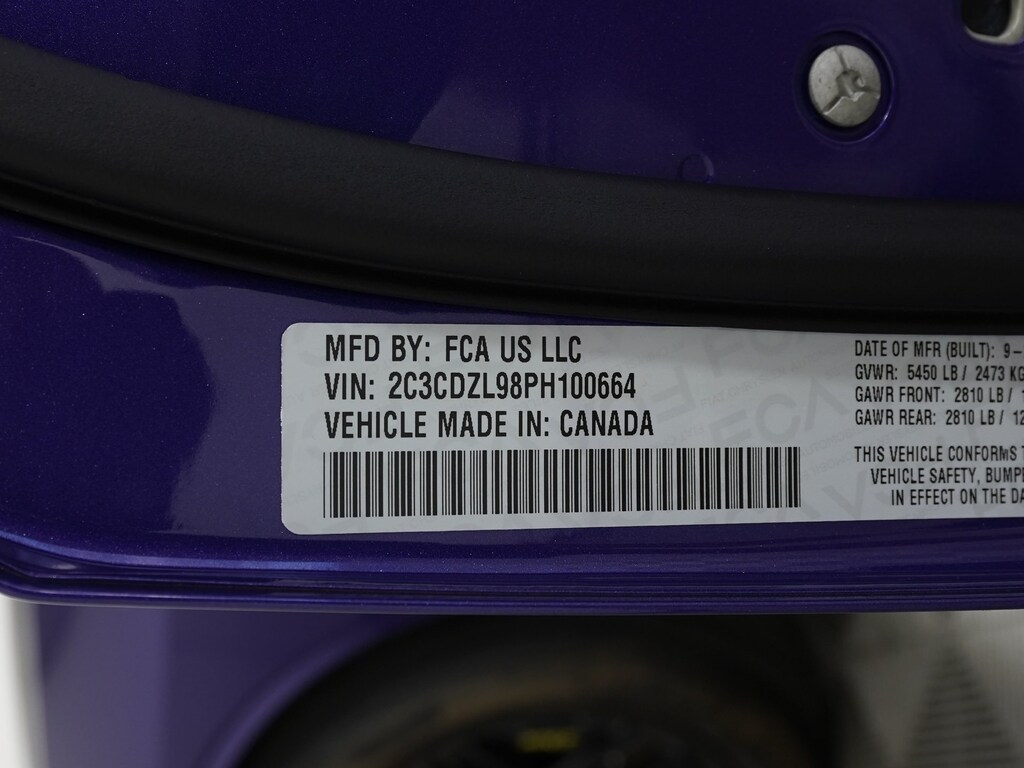 MFD BY: FCA US LLC
VIN: 2C3CDZL98PH100664
VEHICLE MADE IN: CANADA
DATE OF MFR (BUILT): 9-
GVWR: 5450 LB / 2473 KG
GAWR FRONT: 2810 LB / 1
GAWR REAR: 2810 LB / 12
THIS VEHICLE CONFORMS T
VEHICLE SAFETY, BUMPE
IN EFFECT ON THE DA